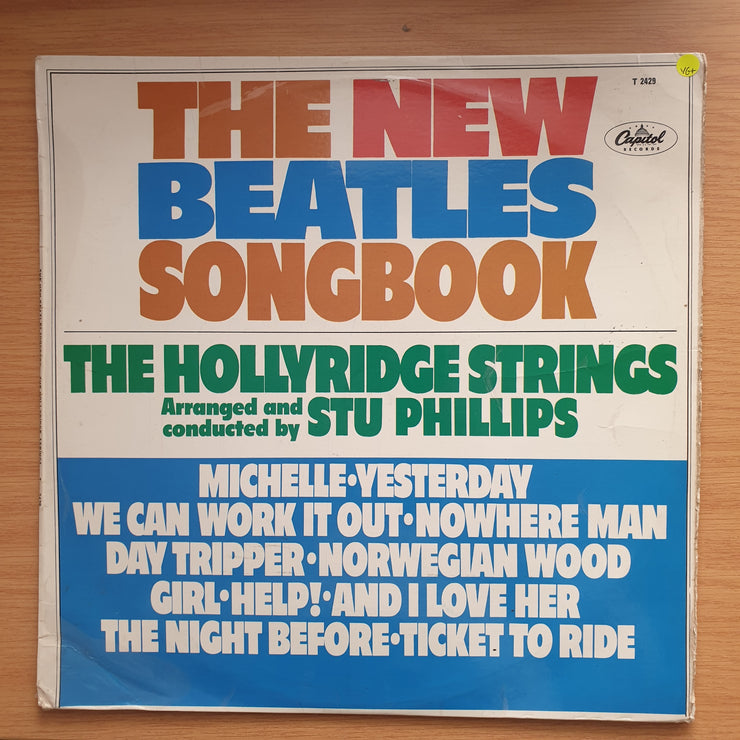 VG+
T 2429
THE NEW
BEATLES
SONGBOOK
Capitol
RECORDS
THE HOLLYRIDGE STRINGS
Arranged and
conducted by STU PHILLIPS
MICHELLE•YESTERDAY
WE CAN WORK IT OUT•NOWHERE MAN
DAY TRIPPER•NORWEGIAN WOOD
GIRL•HELP!•AND I LOVE HER
THE NIGHT BEFORE•TICKET TO RIDE